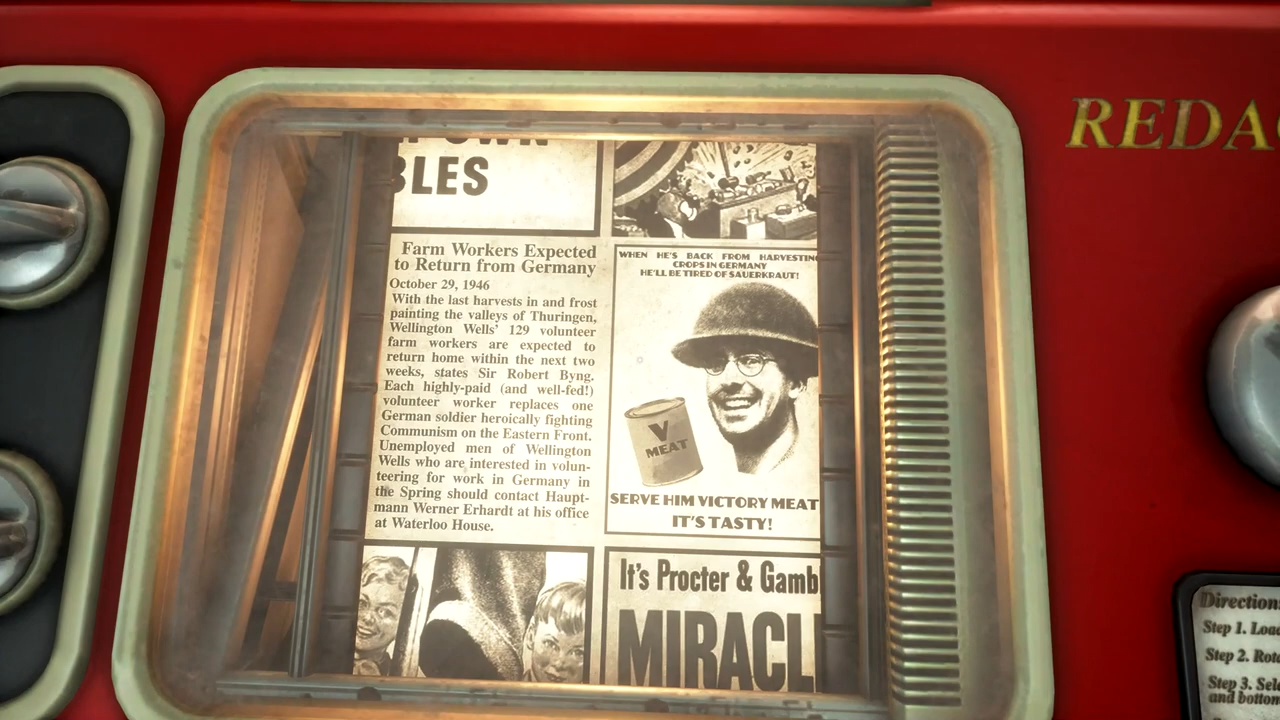 BLES
Farm Workers Expected
to Return from Germany
October 29, 1946
With the last harvests in and frost
painting the valleys of Thuringen,
Wellington Wells' 129 volunteer
farm workers are expected to
return home within the next two
weeks, states Sir Robert Byng.
Each highly-paid (and well-fed!)
volunteer worker replaces one
German soldier heroically fighting
Communism on the Eastern Front.
Unemployed men of Wellington
Wells who are interested in volun-
teering for work in Germany in
the Spring should contact Haupt-
mann Werner Erhardt at his office
at Waterloo House.
WHEN HE'S BACK FROM HARVESTING
CROPS IN GERMANY
HE'LL BE TIRED OF SAUERKRAUT!
V
MEAT
SERVE HIM VICTORY MEAT
IT'S TASTY!
It's Procter & Gamb
MIRACL
REDA
Direction
Step 1. Loa
Step 2. Rot
Step 3. Sel
and bottom